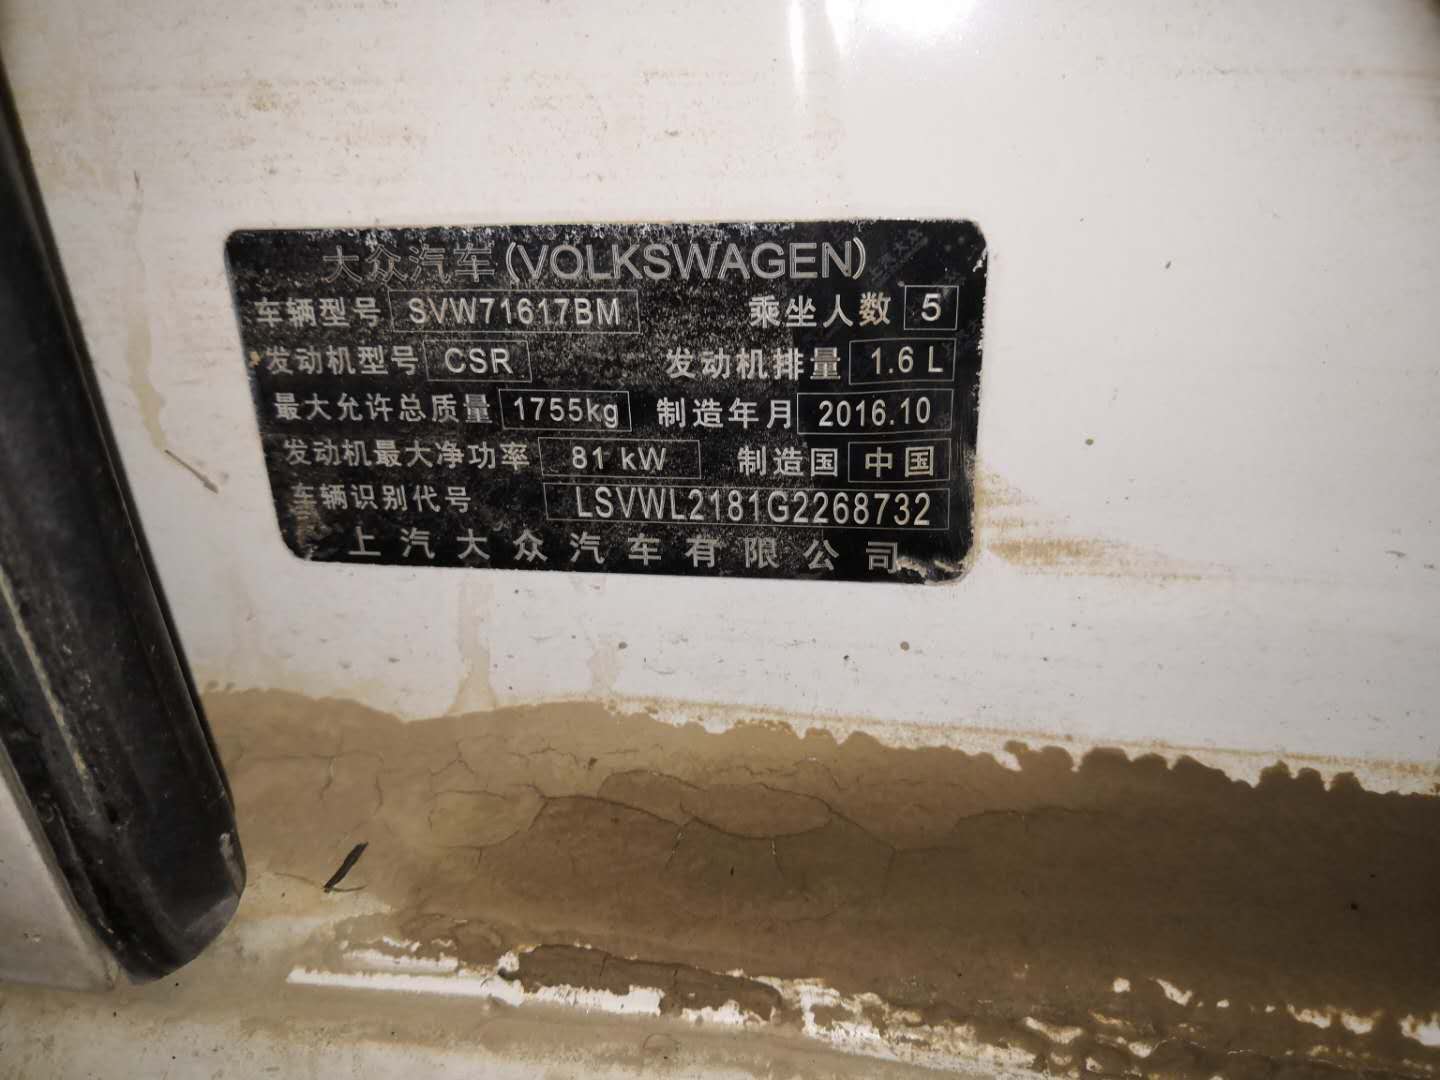 大众汽车(VOLKSWAGEN)
车辆型号 SVW71617BM 乘坐人数 5
发动机型号 CSR 发动机排量 1.6 L
最大允许总质量 1755kg 制造年月 2016.10
发动机最大净功率 81 kW 制造国 中国
车辆识别代号 LSVWL2181G2268732
上汽大众汽车有限公司